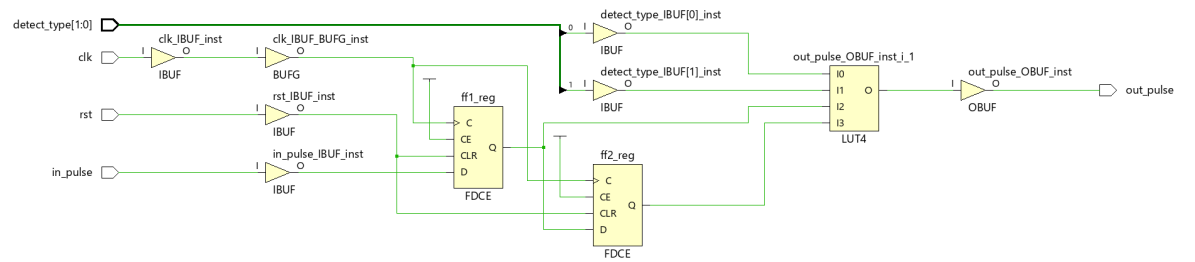 detect_type[1:0]
clk
rst
in_pulse
clk_IBUF_inst
I
O
IBUF
clk_IBUF_BUFG_inst
I
O
BUFG
rst_IBUF_inst
I
O
IBUF
in_pulse_IBUF_inst
I
O
IBUF
ff1_reg
C
CE
CLR
D
Q
FDCE
0
1
detect_type_IBUF[0]_inst
I
O
IBUF
detect_type_IBUF[1]_inst
I
O
IBUF
ff2_reg
C
CE
CLR
D
Q
FDCE
out_pulse_OBUF_inst_i_1
I0
I1
I2
I3
O
LUT4
out_pulse_OBUF_inst
I
O
OBUF
out_pulse